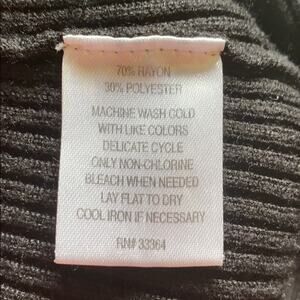 70% RAYON
30% POLYESTER
MACHINE WASH COLD
WITH LIKE COLORS
DELICATE CYCLE
ONLY NON-CHLORINE
BLEACH WHEN NEEDED
LAY FLAT TO DRY
COOL IRON IF NECESSARY
RN# 33364